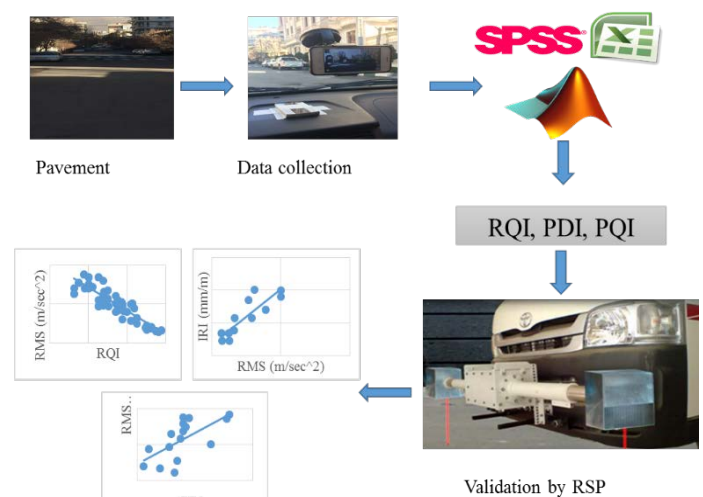 SPSS
X
Pavement
Data collection
RQI, PDI, PQI
RMS (m/sec^2)
RQI
IRI (mm/m)
RMS (m/sec^2)
RMS..
Validation by RSP